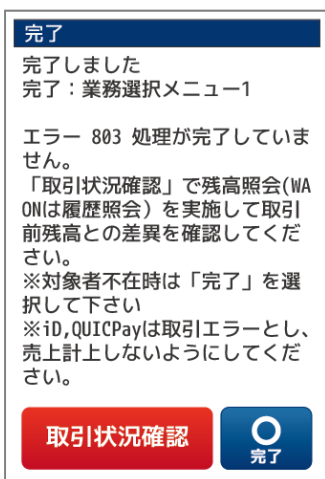 完了
完了しました
完了：業務選択メニュー1
エラー 803 処理が完了していま
せん。
「取引状況確認」で残高照会(WA
ONは履歴照会）を実施して取引
前残高との差異を確認してくだ
さい。
※対象者不在時は「完了」を選
択して下さい
※iD,QUICPayは取引エラーとし、
売上計上しないようにしてくだ
さい。
取引状況確認
完了